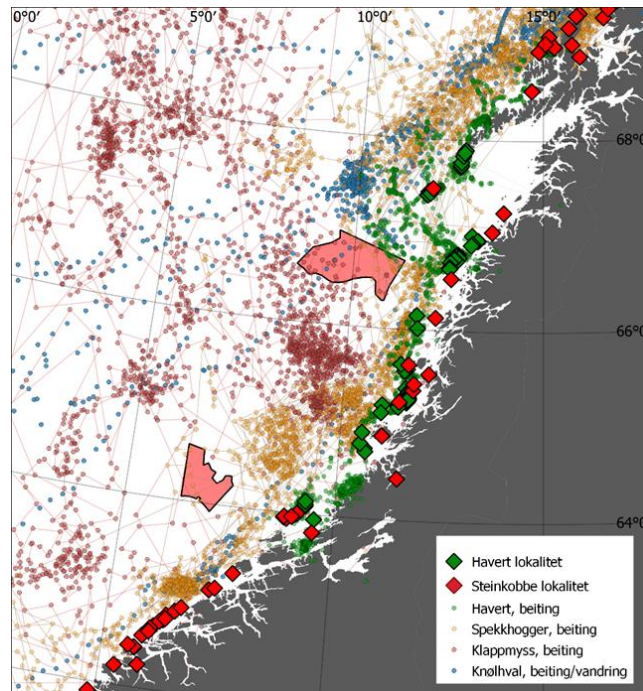 0°0'
5°0'
10°0'
15°0'
68°0
66°0
64°0
Havert lokalitet
Steinkobbe lokalitet
Havert, beiting
Spekkhogger, beiting
Klappmyss, beiting
Knølhval, beiting/vandring